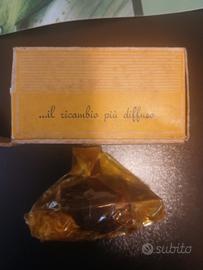 ...il ricambio più diffuso
subito